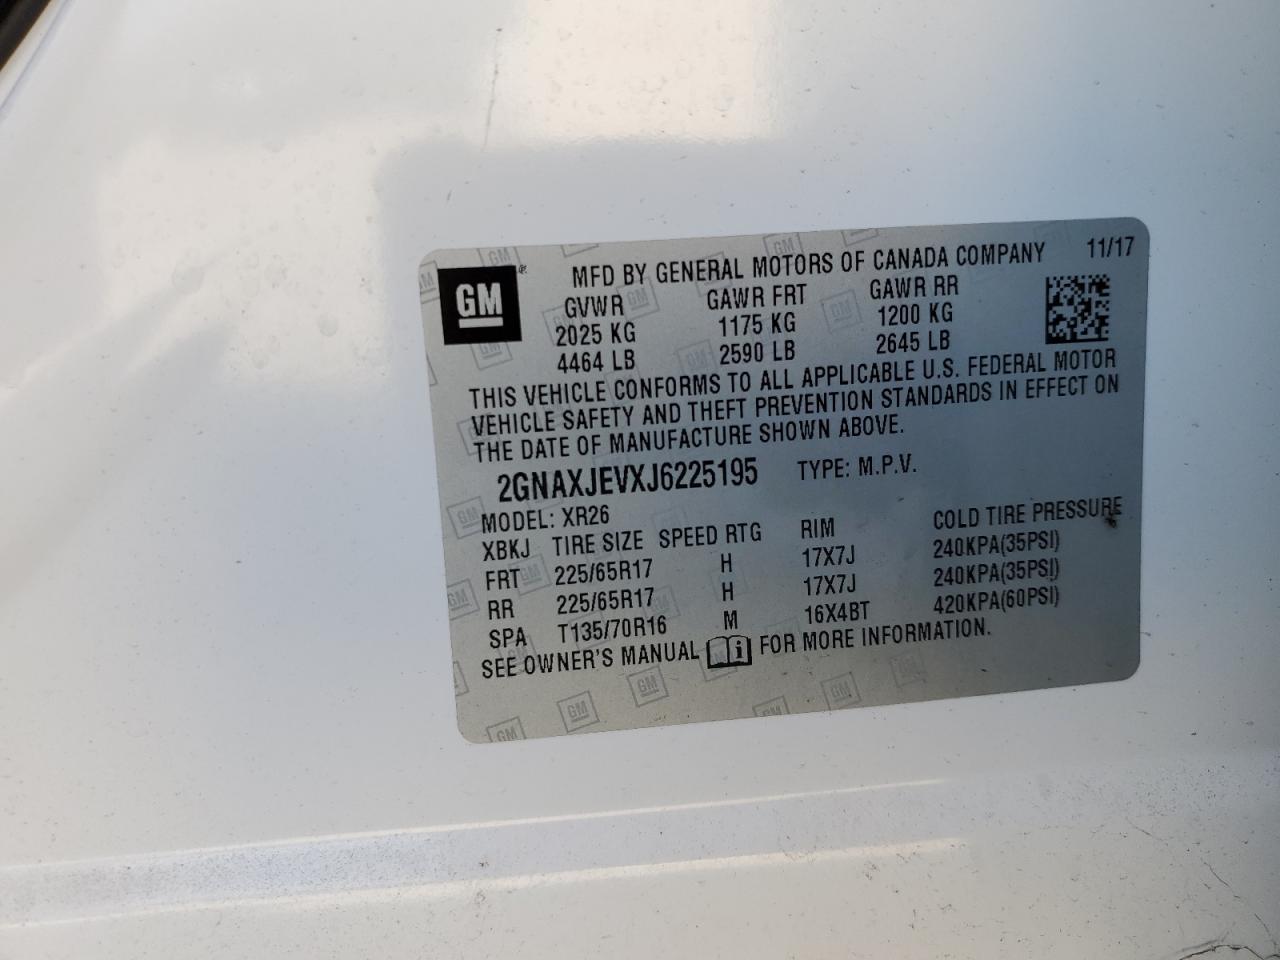 GM
MFD BY GENERAL MOTORS OF CANADA COMPANY 11/17
GVWR GAWR FRT GAWR RR
2025 KG 1175 KG 1200 KG
4464 LB 2590 LB 2645 LB
THIS VEHICLE CONFORMS TO ALL APPLICABLE U.S. FEDERAL MOTOR
VEHICLE SAFETY AND THEFT PREVENTION STANDARDS IN EFFECT ON
THE DATE OF MANUFACTURE SHOWN ABOVE.
2GNAXJEVXJ6225195 TYPE: M.P.V.
MODEL: XR26
XBKJ TIRE SIZE SPEED RTG RIM COLD TIRE PRESSURE
FRT 225/65R17 H 17X7J 240KPA(35PSI)
RR 225/65R17 H 17X7J 240KPA(35PSI)
SPA T135/70R16 M 16X4BT 420KPA(60PSI)
SEE OWNER'S MANUAL i FOR MORE INFORMATION.